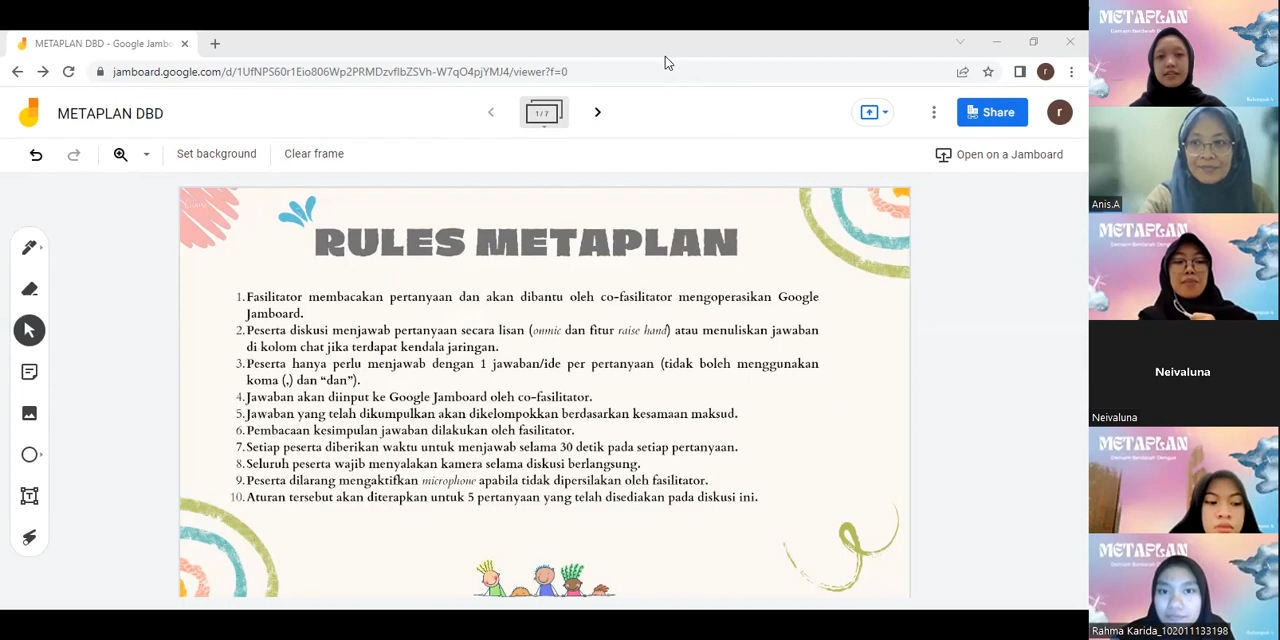 METAPLAN DBD - Google Jambo
jamboard.google.com/d/1UfNPS60r1Eio806Wp2PRMDzvflbZSVh-W7qO4pjYMJ4/viewer?f=0
r
METAPLAN DBD
1/7
Share
r
Set background
Clear frame
Open on a Jamboard
RULES METAPLAN
1. Fasilitator membacakan pertanyaan dan akan dibantu oleh co-fasilitator mengoperasikan Google
Jamboard.
2. Peserta diskusi menjawab pertanyaan secara lisan (onmic dan fitur raise hand) atau menuliskan jawaban
di kolom chat jika terdapat kendala jaringan.
3. Peserta hanya perlu menjawab dengan 1 jawaban/ide per pertanyaan (tidak boleh menggunakan
koma (,) dan “dan”).
4. Jawaban akan diinput ke Google Jamboard oleh co-fasilitator.
5. Jawaban yang telah dikumpulkan akan dikelompokkan berdasarkan kesamaan maksud.
6. Pembacaan kesimpulan jawaban dilakukan oleh fasilitator.
7. Setiap peserta diberikan waktu untuk menjawab selama 30 detik pada setiap pertanyaan.
8. Seluruh peserta wajib menyalakan kamera selama diskusi berlangsung.
9. Peserta dilarang mengaktifkan microphone apabila tidak dipersilakan oleh fasilitator.
10. Aturan tersebut akan diterapkan untuk 5 pertanyaan yang telah disediakan pada diskusi ini.
METAPLAN
Anis.A
METAPLAN
Neivaluna
Neivaluna
METAPLAN
METAPLAN
Rahma Karida_102011133198